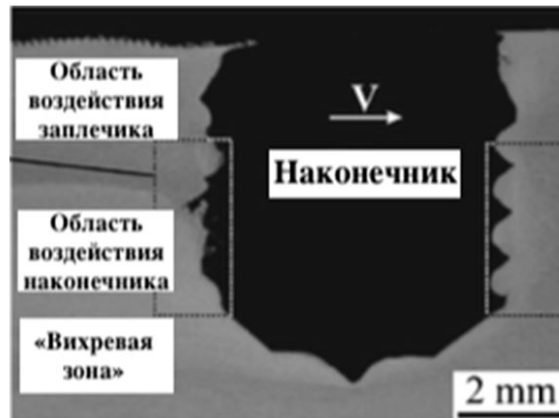 Область
воздействия
заплечика
V
Наконечник
Область
воздействия
наконечника
«Вихревая
зона»
2 mm